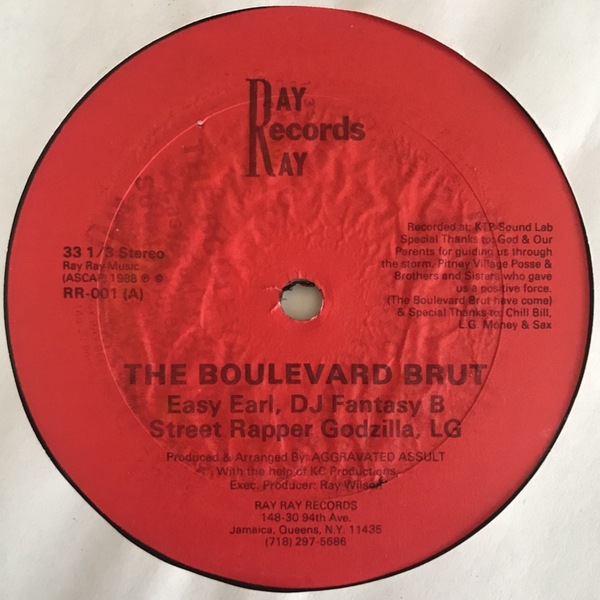 RAY
Records
RAY
33 1/3 Stereo
Ray Ray Music
(ASCAP) 1988 ℗ ©
RR-001 (A)
Recorded at: KTP Sound Lab
Special Thanks to: God & Our
Parents for guiding us through
the storm. Pitney Village Posse &
Brothers and Sisters who gave
us a positive force.
(The Boulevard Brut have come)
& Special Thanks to: Chill Bill,
L.G. Money & Sax
THE BOULEVARD BRUT
Easy Earl, DJ Fantasy B
Street Rapper Godzilla, LG
Produced & Arranged By: AGGRAVATED ASSULT
With the help of KC Productions
Exec. Producer: Ray Wilson
RAY RAY RECORDS
148-30 94th Ave.
Jamaica, Queens, N.Y. 11435
(718) 297-5686